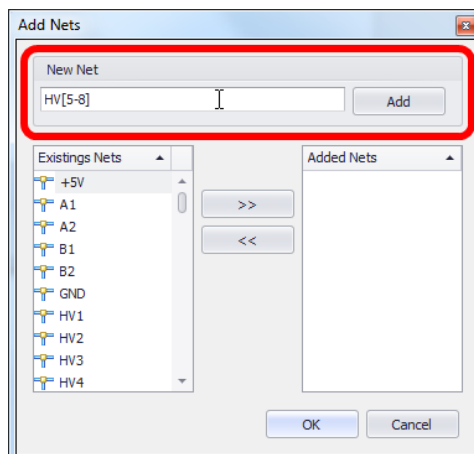 Add Nets
New Net
HV[5-8]
Add
Existings Nets
Added Nets
+5V
A1
A2
B1
B2
GND
HV1
HV2
HV3
HV4
>>
<<
OK
Cancel